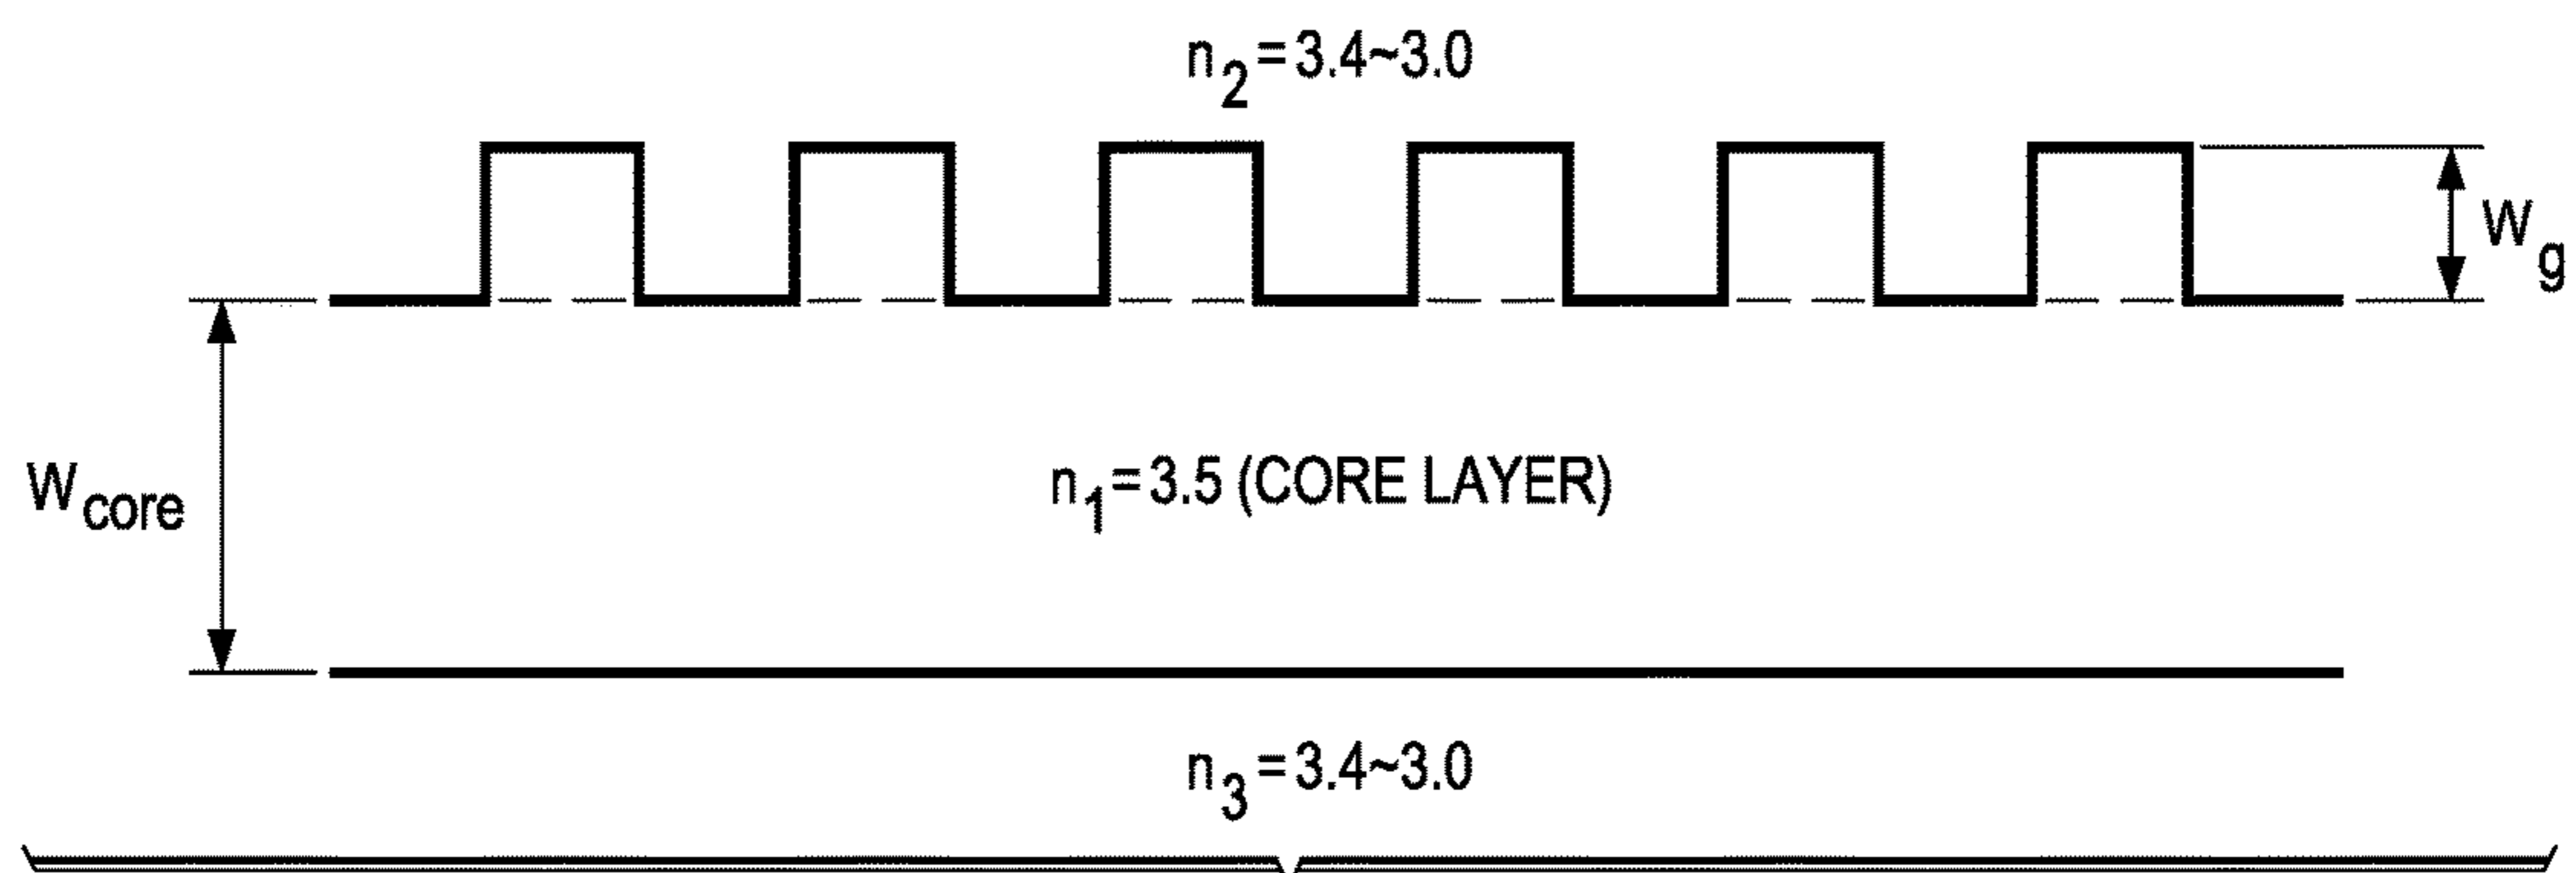 n2 = 3.4~3.0
Wg
n1 = 3.5 (CORE LAYER)
Wcore
n3 = 3.4~3.0